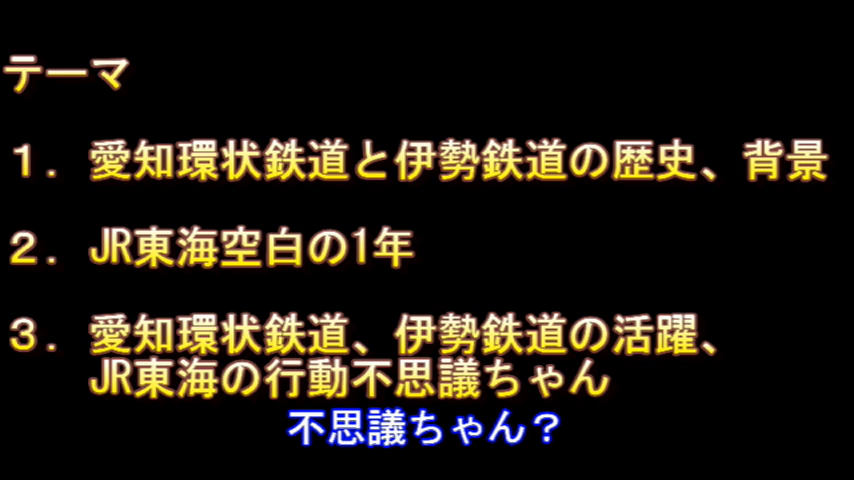 テーマ
１．愛知環状鉄道と伊勢鉄道の歴史、背景
２．JR東海空白の1年
３．愛知環状鉄道、伊勢鉄道の活躍、
JR東海の行動不思議ちゃん
不思議ちゃん？